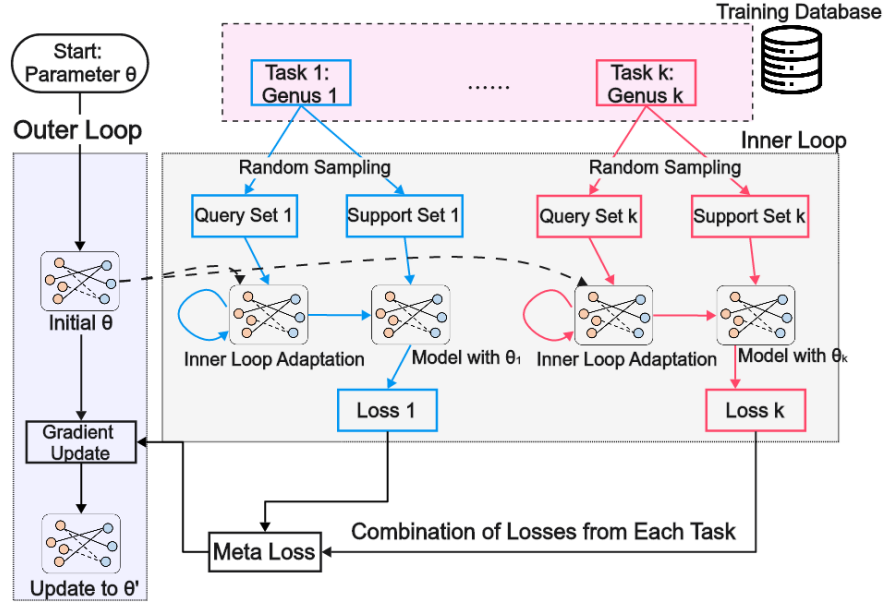 Training Database
Start:
Parameter θ
Task 1:
Genus 1
......
Task k:
Genus k
Outer Loop
Inner Loop
Random Sampling
Random Sampling
Query Set 1
Support Set 1
Query Set k
Support Set k
Initial θ
Inner Loop Adaptation
Model with θ₁
Inner Loop Adaptation
Model with θₖ
Loss 1
Loss k
Gradient
Update
Combination of Losses from Each Task
Meta Loss
Update to θ'